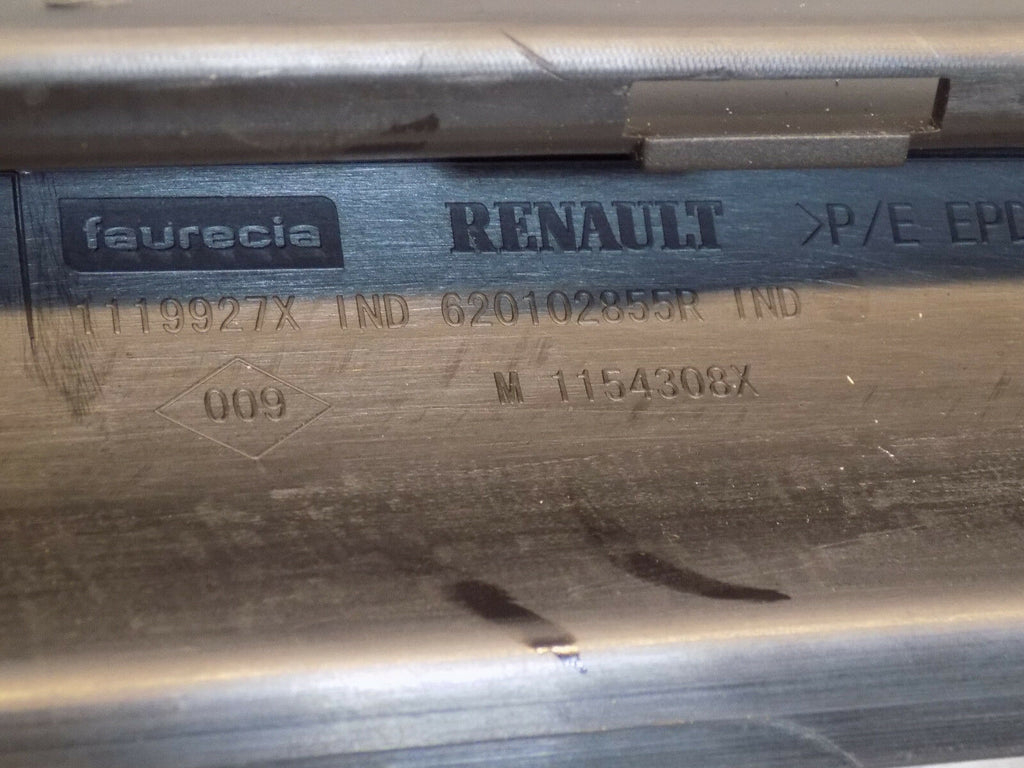 faurecia RENAULT >P/E EPD
1119927X IND 620102855R IND
009 M 1154308X